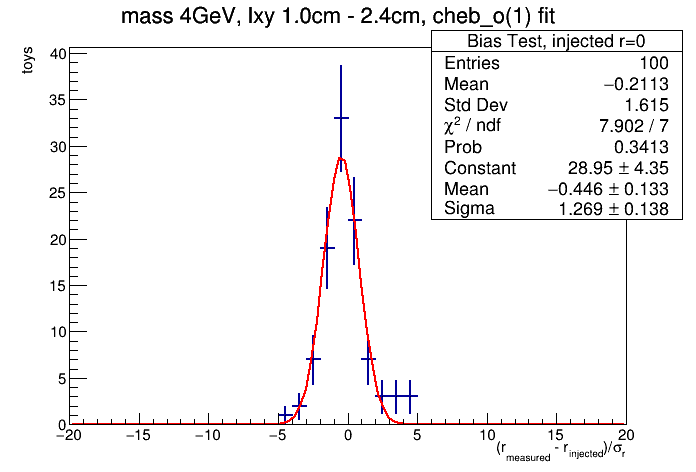 mass 4GeV, lxy 1.0cm - 2.4cm, cheb_o(1) fit
Bias Test, injected r=0
Entries 100
Mean −0.2113
Std Dev 1.615
χ² / ndf 7.902 / 7
Prob 0.3413
Constant 28.95 ± 4.35
Mean −0.446 ± 0.133
Sigma 1.269 ± 0.138
toys
40
35
30
25
20
15
10
5
0
−20 −15 −10 −5 0 5 10 15 20
(r_measured - r_injected)/σ_r